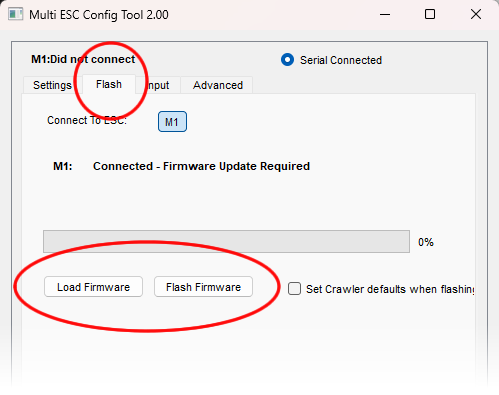 Multi ESC Config Tool 2.00
M1:Did not connect
Serial Connected
Settings Flash Input Advanced
Connect To ESC: M1
M1: Connected - Firmware Update Required
0%
Load Firmware Flash Firmware Set Crawler defaults when flashing